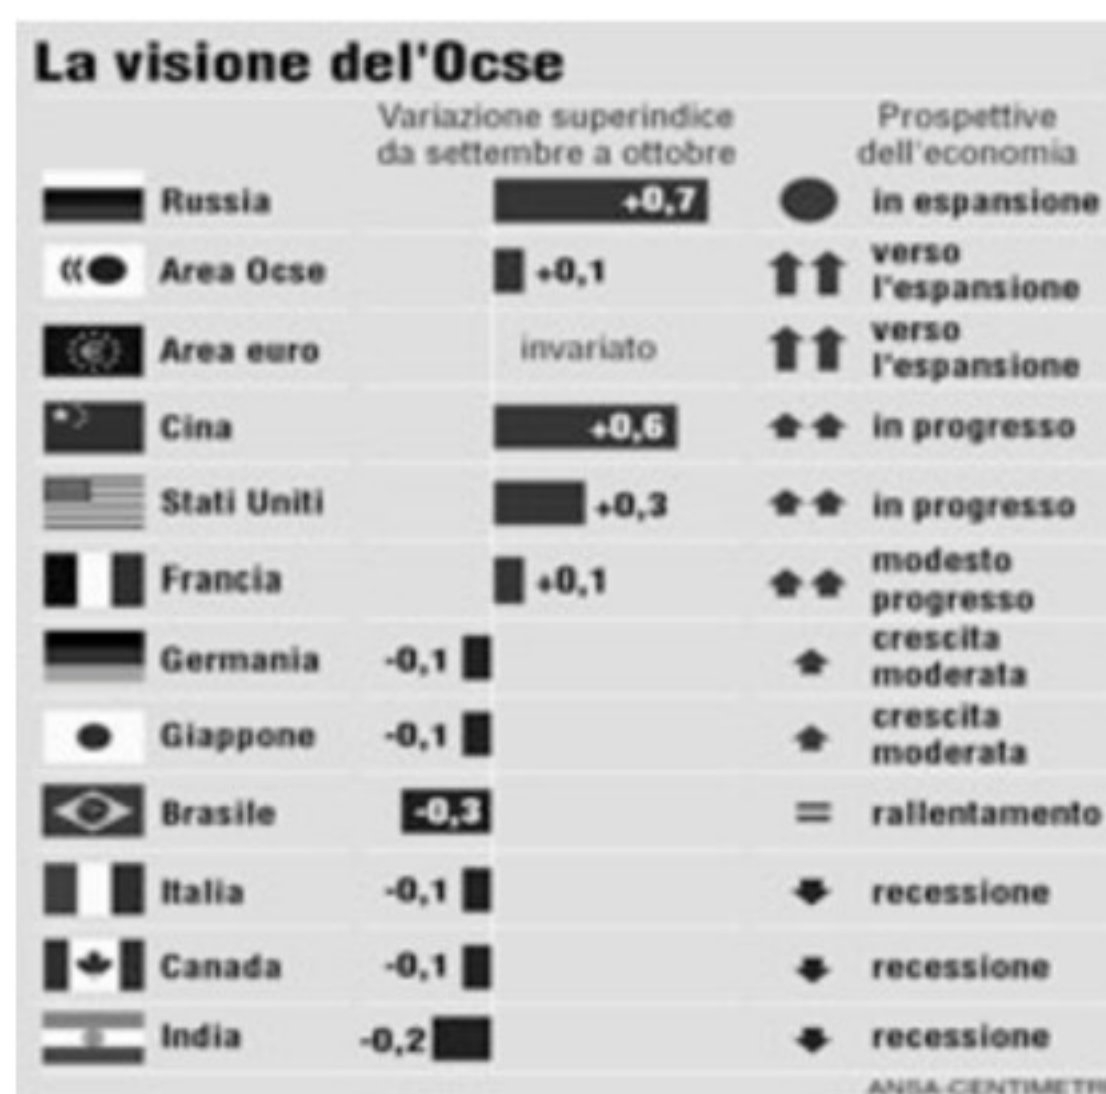 La visione del'Ocse
Variazione superindice
da settembre a ottobre
Prospettive
dell'economia
Russia +0,7 in espansione
Area Ocse +0,1 verso
l'espansione
Area euro invariato verso
l'espansione
Cina +0,6 in progresso
Stati Uniti +0,3 in progresso
Francia +0,1 modesto
progresso
Germania -0,1 crescita
moderata
Giappone -0,1 crescita
moderata
Brasile -0,3 = rallentamento
Italia -0,1 recessione
Canada -0,1 recessione
India -0,2 recessione
ANSA-CENTIMETRI